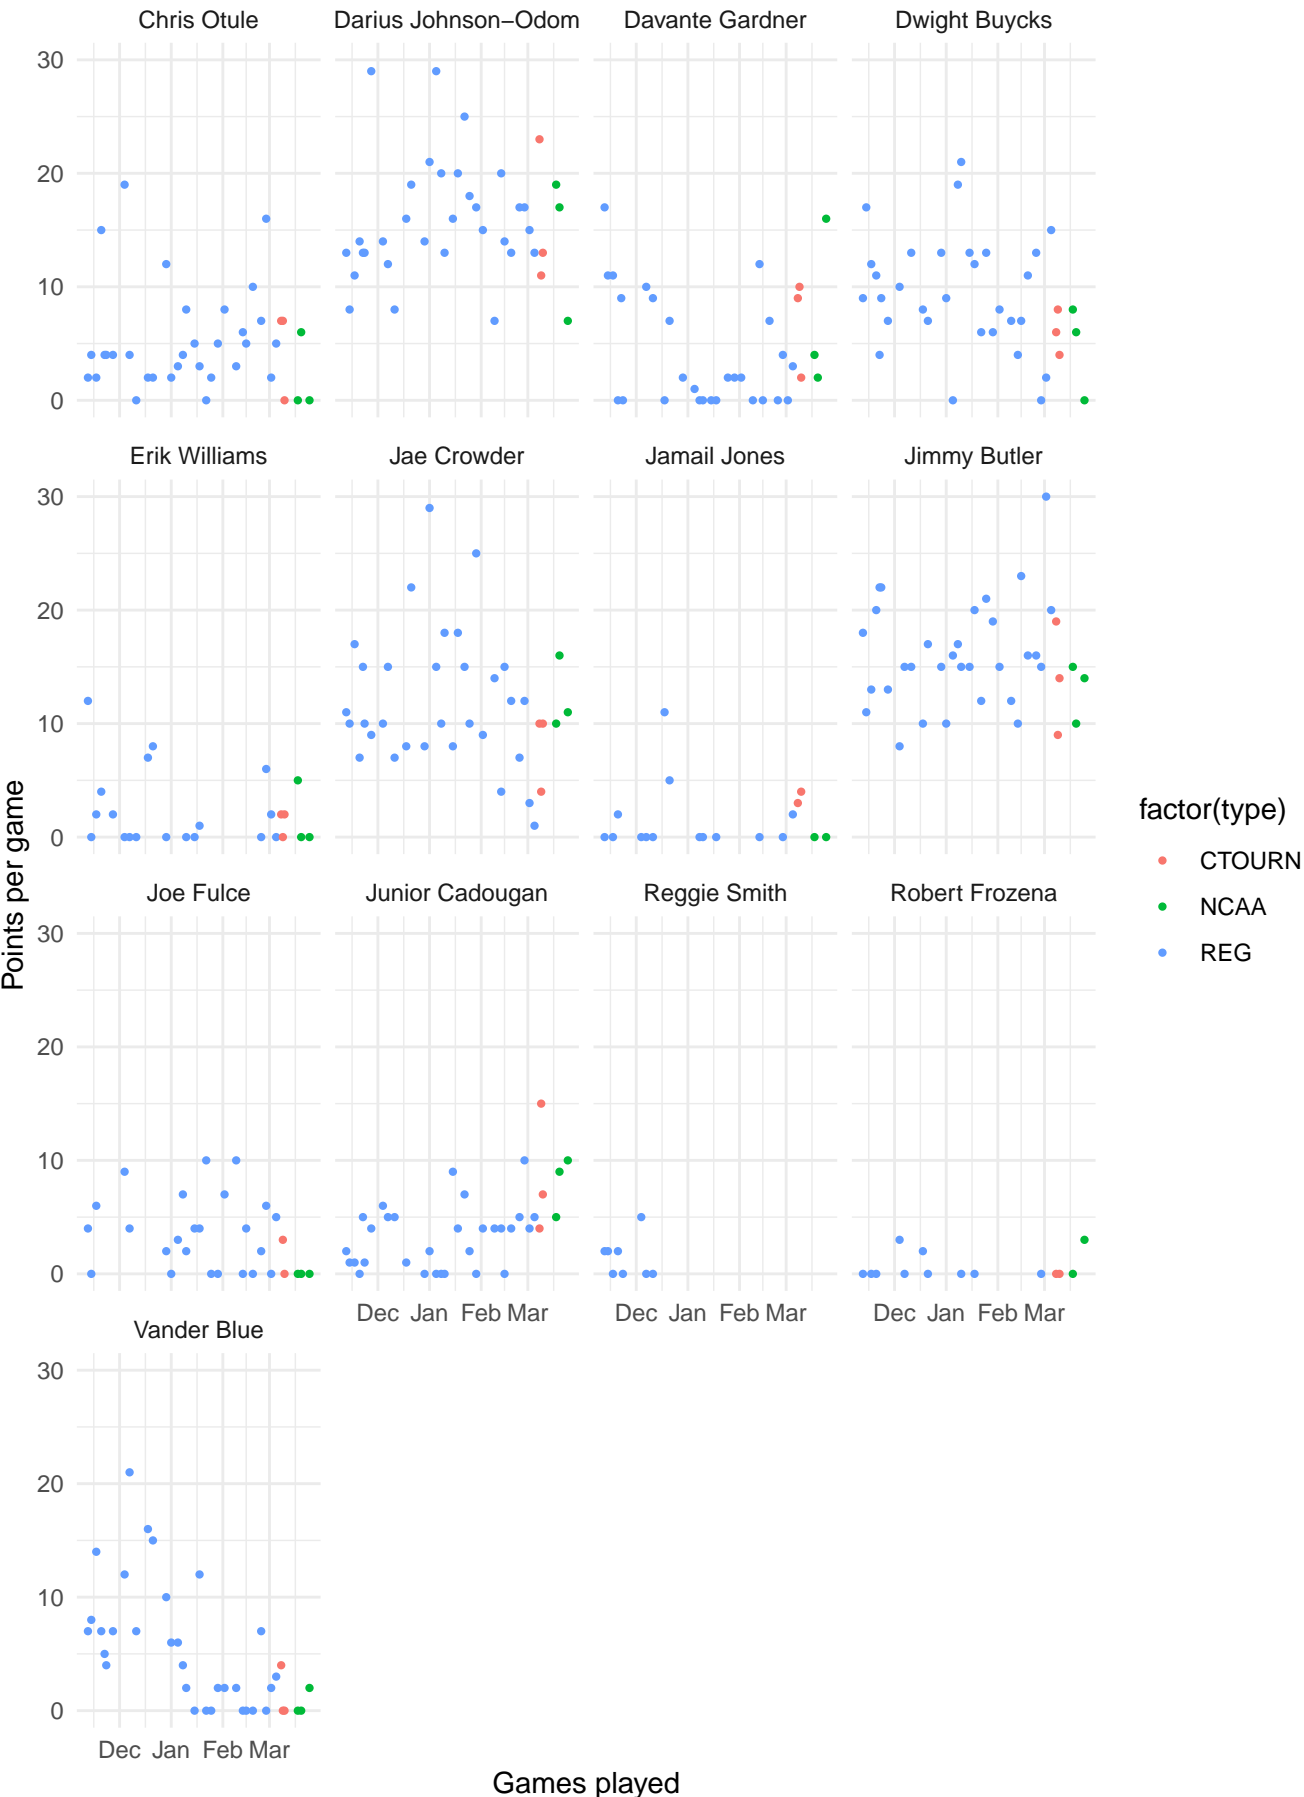 Chris Otule
Darius Johnson−Odom
Davante Gardner
Dwight Buycks
30
20
10
0
Erik Williams
Jae Crowder
Jamail Jones
Jimmy Butler
30
20
10
0
Points per game
factor(type)
CTOURN
NCAA
REG
Joe Fulce
Junior Cadougan
Reggie Smith
Robert Frozena
30
20
10
0
Dec Jan Feb Mar
Dec Jan Feb Mar
Dec Jan Feb Mar
Vander Blue
30
20
10
0
Dec Jan Feb Mar
Games played